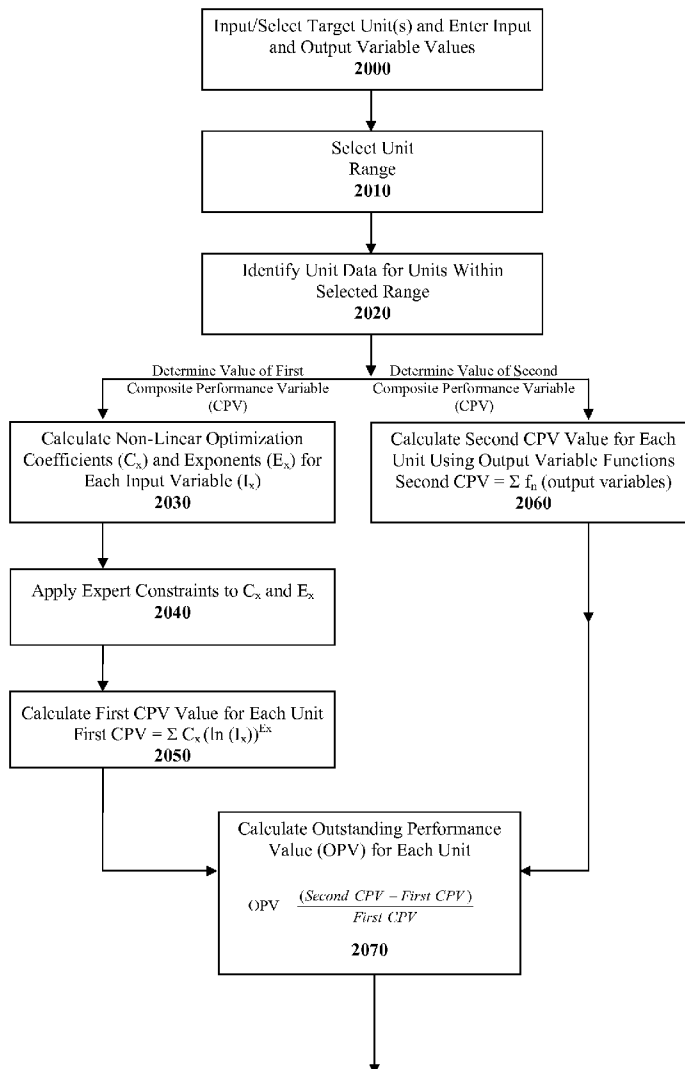 Input/Select Target Unit(s) and Enter Input
and Output Variable Values
2000
Select Unit
Range
2010
Identify Unit Data for Units Within
Selected Range
2020
Determine Value of First
Composite Performance Variable
(CPV)
Determine Value of Second
Composite Performance Variable
(CPV)
Calculate Non-Linear Optimization
Coefficients (Cₓ) and Exponents (Eₓ) for
Each Input Variable (Iₓ)
2030
Apply Expert Constraints to Cₓ and Eₓ
2040
Calculate First CPV Value for Each Unit
First CPV = Σ Cₓ (ln (Iₓ))^Ex
2050
Calculate Second CPV Value for Each
Unit Using Output Variable Functions
Second CPV = Σ fₙ (output variables)
2060
Calculate Outstanding Performance
Value (OPV) for Each Unit
(Second CPV – First CPV)
OPV
First CPV
2070